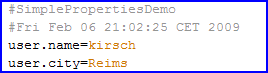 #SimplePropertiesDemo
#Fri Feb 06 21:02:25 CET 2009
user.name=kirsch
user.city=Reims